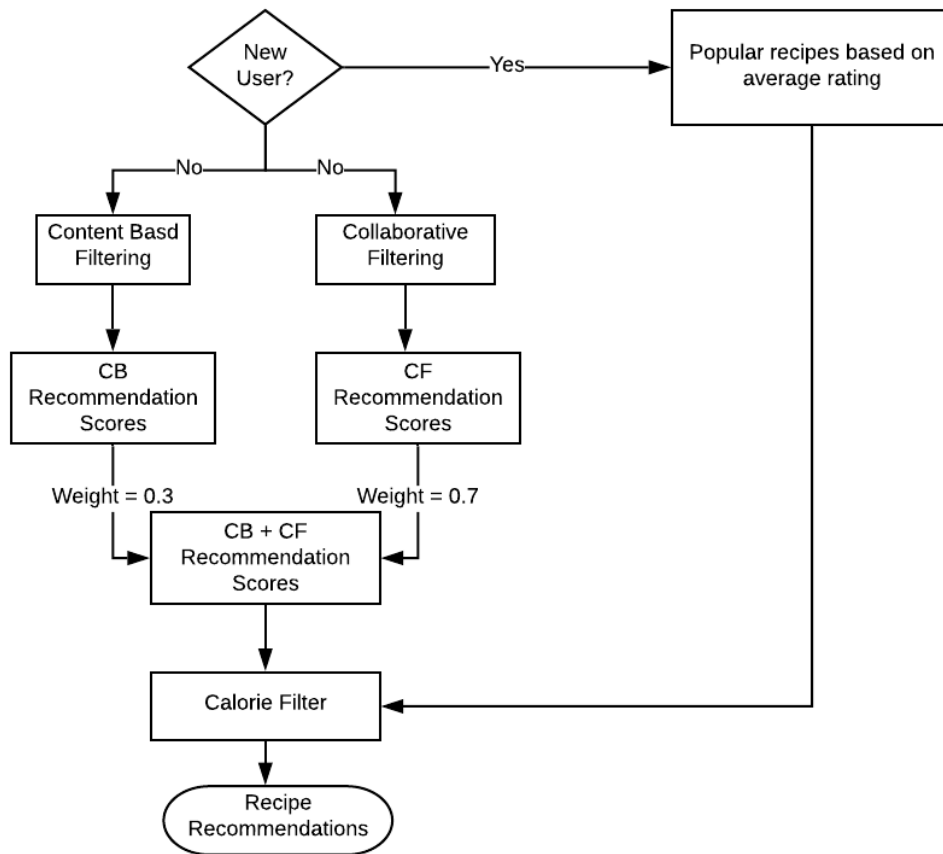 New
User?
Yes
Popular recipes based on
average rating
No
No
Content Basd
Filtering
Collaborative
Filtering
CB
Recommendation
Scores
CF
Recommendation
Scores
Weight = 0.3
Weight = 0.7
CB + CF
Recommendation
Scores
Calorie Filter
Recipe
Recommendations